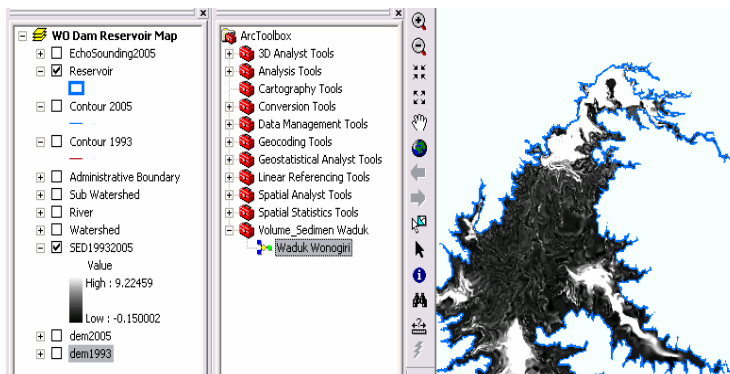 WO Dam Reservoir Map
EchoSounding2005
Reservoir
Contour 2005
Contour 1993
Administrative Boundary
Sub Watershed
River
Watershed
SED19932005
Value
High : 9.22459
Low : -0.150002
dem2005
dem1993
ArcToolbox
3D Analyst Tools
Analysis Tools
Cartography Tools
Conversion Tools
Data Management Tools
Geocoding Tools
Geostatistical Analyst Tools
Linear Referencing Tools
Spatial Analyst Tools
Spatial Statistics Tools
Volume_Sedimen Waduk
Waduk Wonogiri